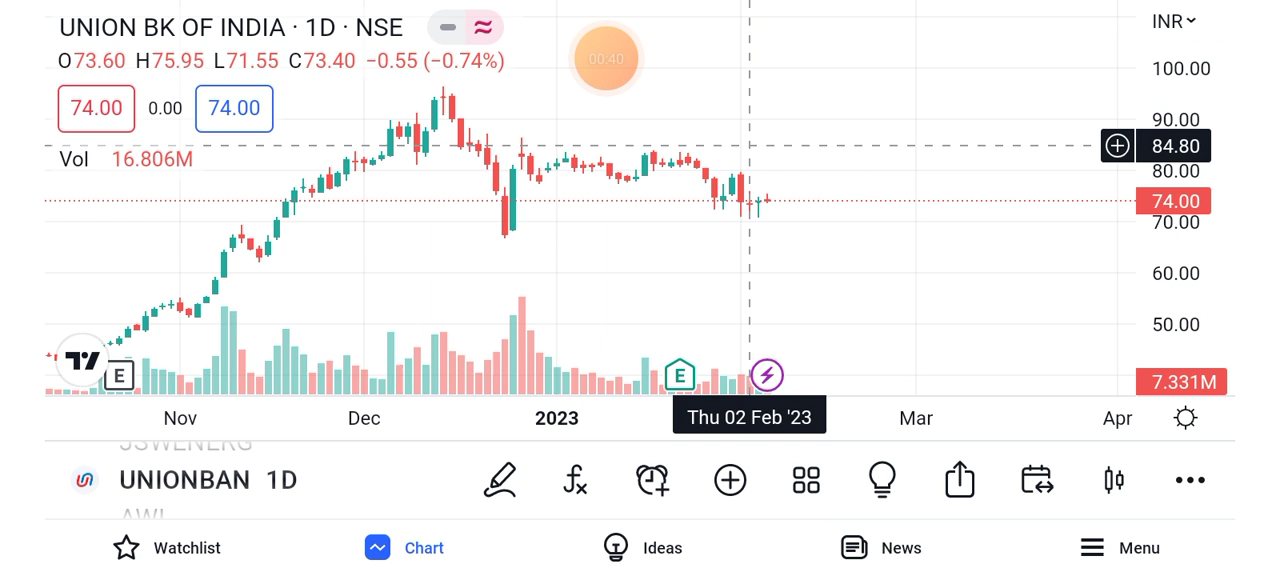 UNION BK OF INDIA · 1D · NSE
INR
O73.60 H75.95 L71.55 C73.40 −0.55 (−0.74%)
00:40
100.00
74.00 0.00 74.00
90.00
84.80
Vol 16.806M
80.00
74.00
70.00
60.00
50.00
E
E
7.331M
Nov Dec 2023 Thu 02 Feb '23 Mar Apr
JSWENERG
UNIONBAN 1D
AWL
Watchlist Chart Ideas News Menu